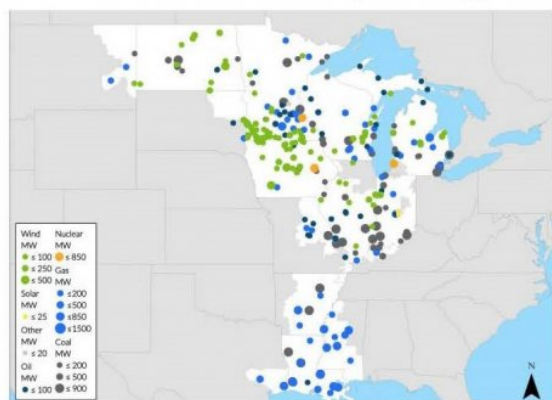 Wind
MW
≤ 100
≤ 250
≤ 500
Solar
MW
≤ 25
Other
MW
≤ 20
Oil
MW
≤ 100
Nuclear
MW
≤ 850
Gas
MW
≤200
≤500
≤850
≤1500
Coal
MW
≤ 200
≤ 500
≤ 900
N